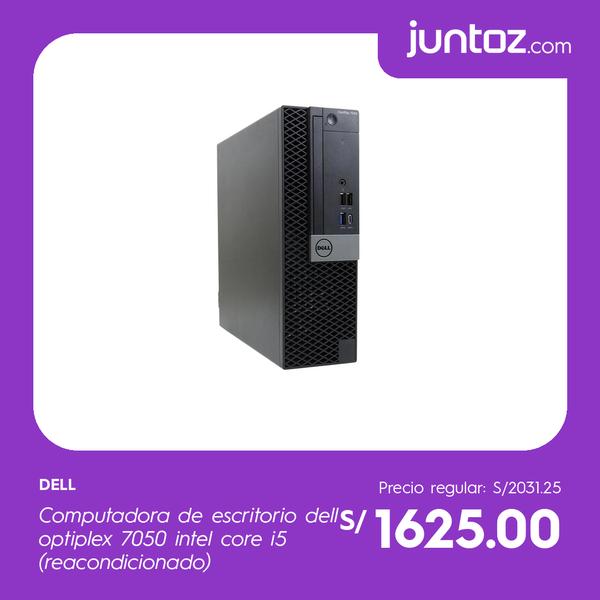 juntoz.com
DELL
DELL
Precio regular: S/2031.25
Computadora de escritorio dell
optiplex 7050 intel core i5
(reacondicionado)
S/ 1625.00